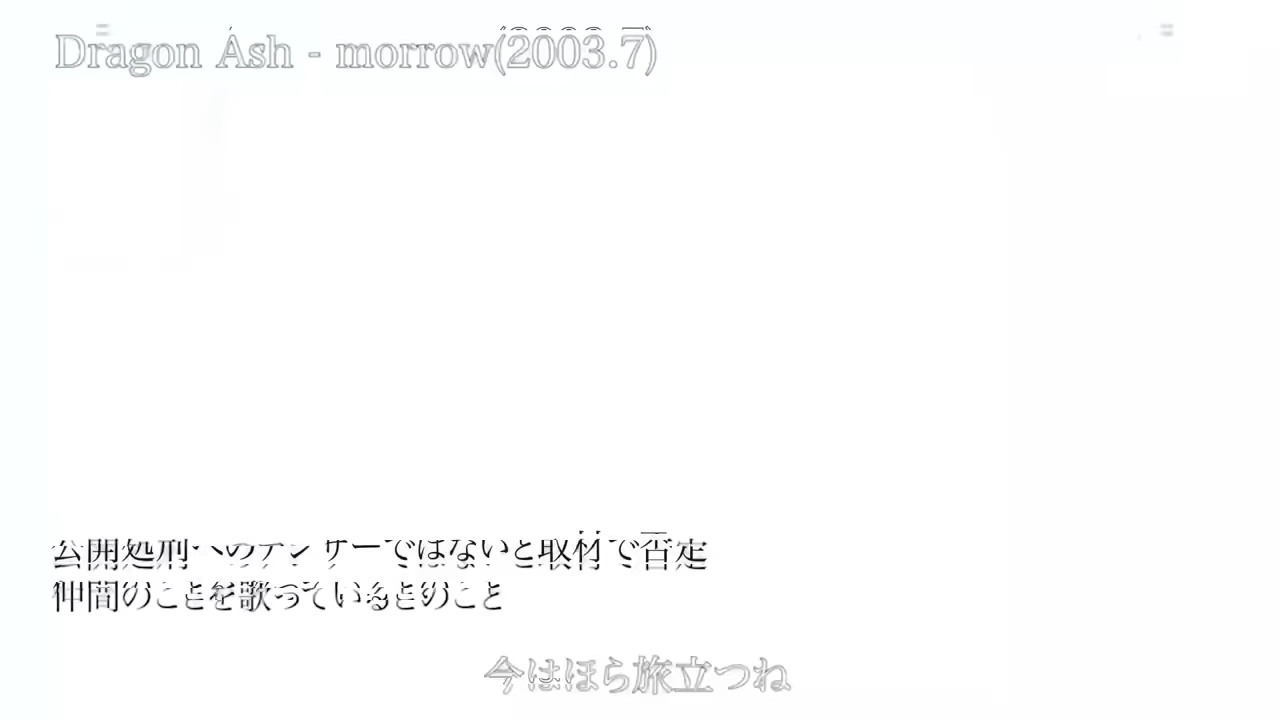 Dragon Ash - morrow(2003.7)
公開処刑へのアンサーではないと取材で否定
仲間のことを歌っているとのこと
今はほら旅立つね